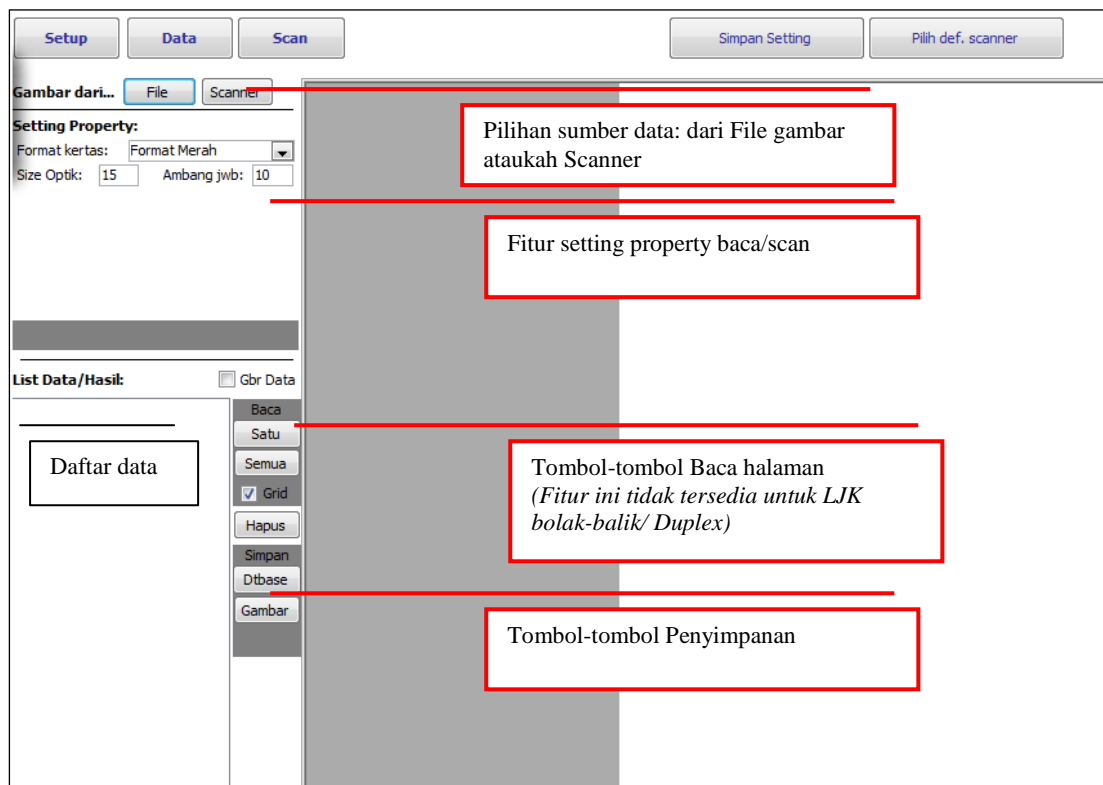 Setup Data Scan Simpan Setting Pilih def. scanner
Gambar dari... File Scanner
Setting Property:
Format kertas: Format Merah
Size Optik: 15 Ambang jwb: 10
Pilihan sumber data: dari File gambar
ataukah Scanner
Fitur setting property baca/scan
List Data/Hasil: Gbr Data
Baca
Satu
Semua
Grid
Hapus
Simpan
Dtbase
Gambar
Daftar data
Tombol-tombol Baca halaman
(Fitur ini tidak tersedia untuk LJK
bolak-balik/ Duplex)
Tombol-tombol Penyimpanan